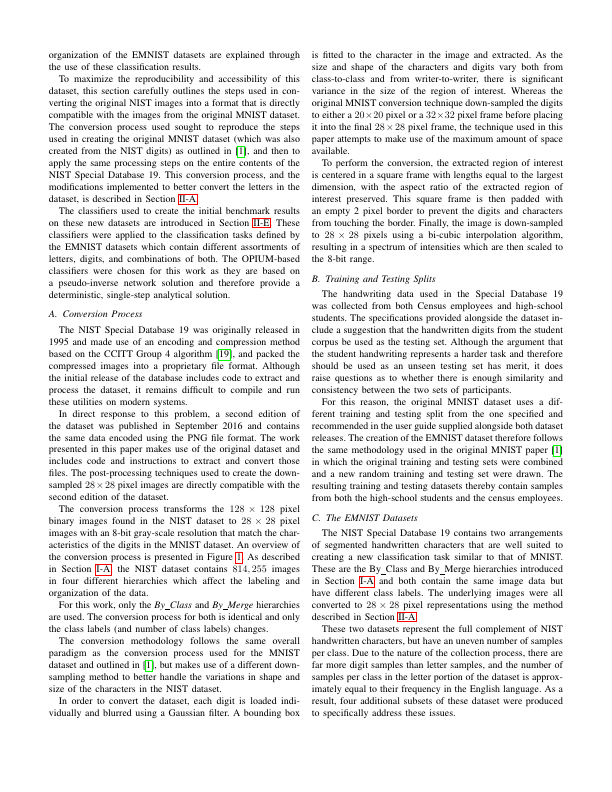 organization of the EMNIST datasets are explained through
the use of these classification results.
To maximize the reproducibility and accessibility of this
dataset, this section carefully outlines the steps used in con-
verting the original NIST images into a format that is directly
compatible with the images from the original MNIST dataset.
The conversion process used sought to reproduce the steps
used in creating the original MNIST dataset (which was also
created from the NIST digits) as outlined in [1], and then to
apply the same processing steps on the entire contents of the
NIST Special Database 19. This conversion process, and the
modifications implemented to better convert the letters in the
dataset, is described in Section II-A.
The classifiers used to create the initial benchmark results
on these new datasets are introduced in Section II-E. These
classifiers were applied to the classification tasks defined by
the EMNIST datasets which contain different assortments of
letters, digits, and combinations of both. The OPIUM-based
classifiers were chosen for this work as they are based on
a pseudo-inverse network solution and therefore provide a
deterministic, single-step analytical solution.
A. Conversion Process
The NIST Special Database 19 was originally released in
1995 and made use of an encoding and compression method
based on the CCITT Group 4 algorithm [19], and packed the
compressed images into a proprietary file format. Although
the initial release of the database includes code to extract and
process the dataset, it remains difficult to compile and run
these utilities on modern systems.
In direct response to this problem, a second edition of
the dataset was published in September 2016 and contains
the same data encoded using the PNG file format. The work
presented in this paper makes use of the original dataset and
includes code and instructions to extract and convert those
files. The post-processing techniques used to create the down-
sampled 28×28 pixel images are directly compatible with the
second edition of the dataset.
The conversion process transforms the 128 × 128 pixel
binary images found in the NIST dataset to 28 × 28 pixel
images with an 8-bit gray-scale resolution that match the char-
acteristics of the digits in the MNIST dataset. An overview of
the conversion process is presented in Figure 1. As described
in Section I-A, the NIST dataset contains 814,255 images
in four different hierarchies which affect the labeling and
organization of the data.
For this work, only the By_Class and By_Merge hierarchies
are used. The conversion process for both is identical and only
the class labels (and number of class labels) changes.
The conversion methodology follows the same overall
paradigm as the conversion process used for the MNIST
dataset and outlined in [1], but makes use of a different down-
sampling method to better handle the variations in shape and
size of the characters in the NIST dataset.
In order to convert the dataset, each digit is loaded indi-
vidually and blurred using a Gaussian filter. A bounding box
is fitted to the character in the image and extracted. As the
size and shape of the characters and digits vary both from
class-to-class and from writer-to-writer, there is significant
variance in the size of the region of interest. Whereas the
original MNIST conversion technique down-sampled the digits
to either a 20×20 pixel or a 32×32 pixel frame before placing
it into the final 28×28 pixel frame, the technique used in this
paper attempts to make use of the maximum amount of space
available.
To perform the conversion, the extracted region of interest
is centered in a square frame with lengths equal to the largest
dimension, with the aspect ratio of the extracted region of
interest preserved. This square frame is then padded with
an empty 2 pixel border to prevent the digits and characters
from touching the border. Finally, the image is down-sampled
to 28 × 28 pixels using a bi-cubic interpolation algorithm,
resulting in a spectrum of intensities which are then scaled to
the 8-bit range.
B. Training and Testing Splits
The handwriting data used in the Special Database 19
was collected from both Census employees and high-school
students. The specifications provided alongside the dataset in-
clude a suggestion that the handwritten digits from the student
corpus be used as the testing set. Although the argument that
the student handwriting represents a harder task and therefore
should be used as an unseen testing set has merit, it does
raise questions as to whether there is enough similarity and
consistency between the two sets of participants.
For this reason, the original MNIST dataset uses a dif-
ferent training and testing split from the one specified and
recommended in the user guide supplied alongside both dataset
releases. The creation of the EMNIST dataset therefore follows
the same methodology used in the original MNIST paper [1]
in which the original training and testing sets were combined
and a new random training and testing set were drawn. The
resulting training and testing datasets thereby contain samples
from both the high-school students and the census employees.
C. The EMNIST Datasets
The NIST Special Database 19 contains two arrangements
of segmented handwritten characters that are well suited to
creating a new classification task similar to that of MNIST.
These are the By_Class and By_Merge hierarchies introduced
in Section I-A and both contain the same image data but
have different class labels. The underlying images were all
converted to 28 × 28 pixel representations using the method
described in Section II-A.
These two datasets represent the full complement of NIST
handwritten characters, but have an uneven number of samples
per class. Due to the nature of the collection process, there are
far more digit samples than letter samples, and the number of
samples per class in the letter portion of the dataset is approx-
imately equal to their frequency in the English language. As a
result, four additional subsets of these dataset were produced
to specifically address these issues.